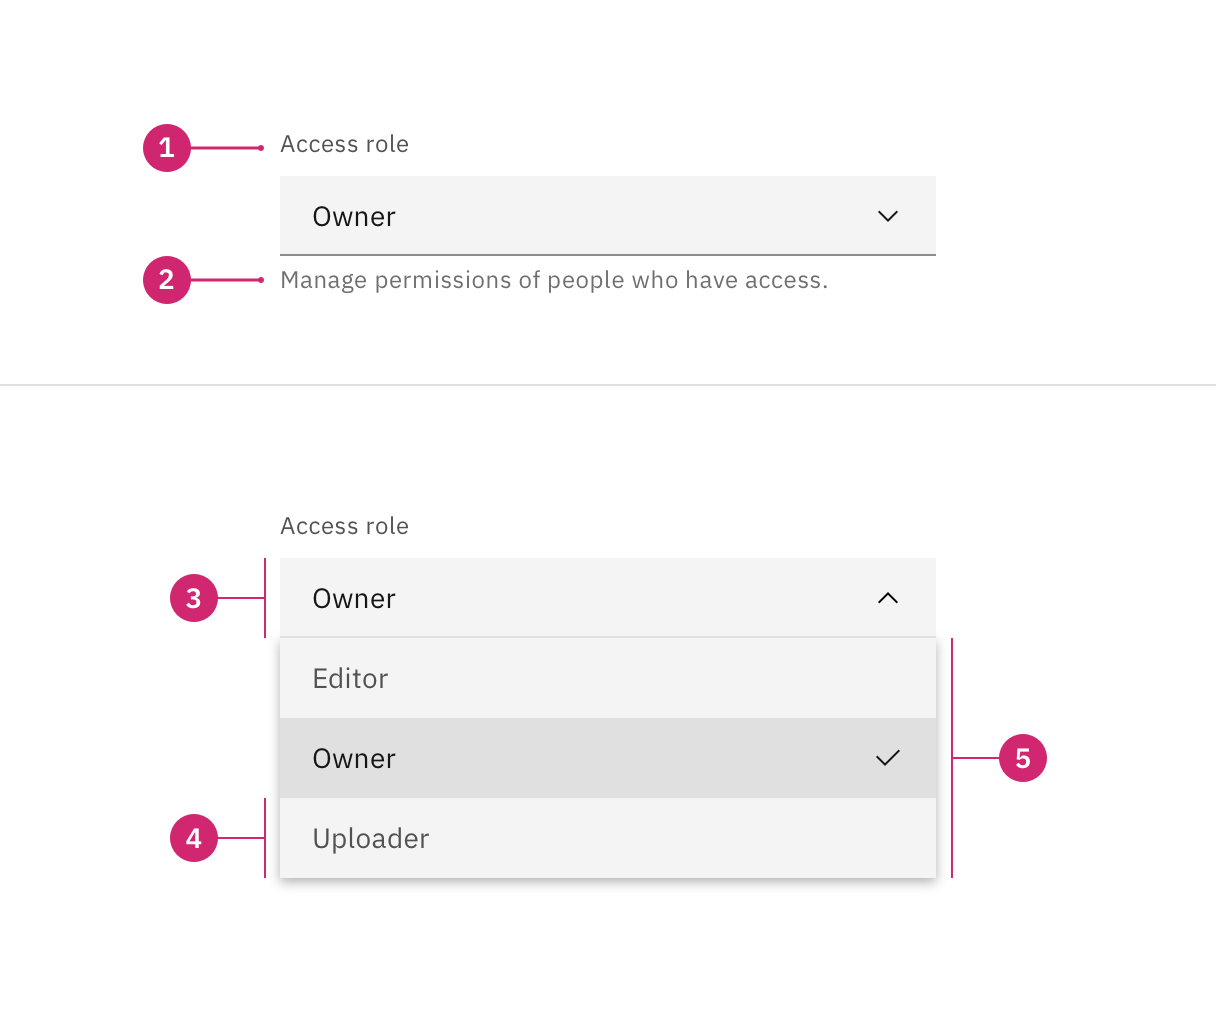 1 Access role
Owner
2 Manage permissions of people who have access.
Access role
3 Owner
Editor
Owner 5
4 Uploader